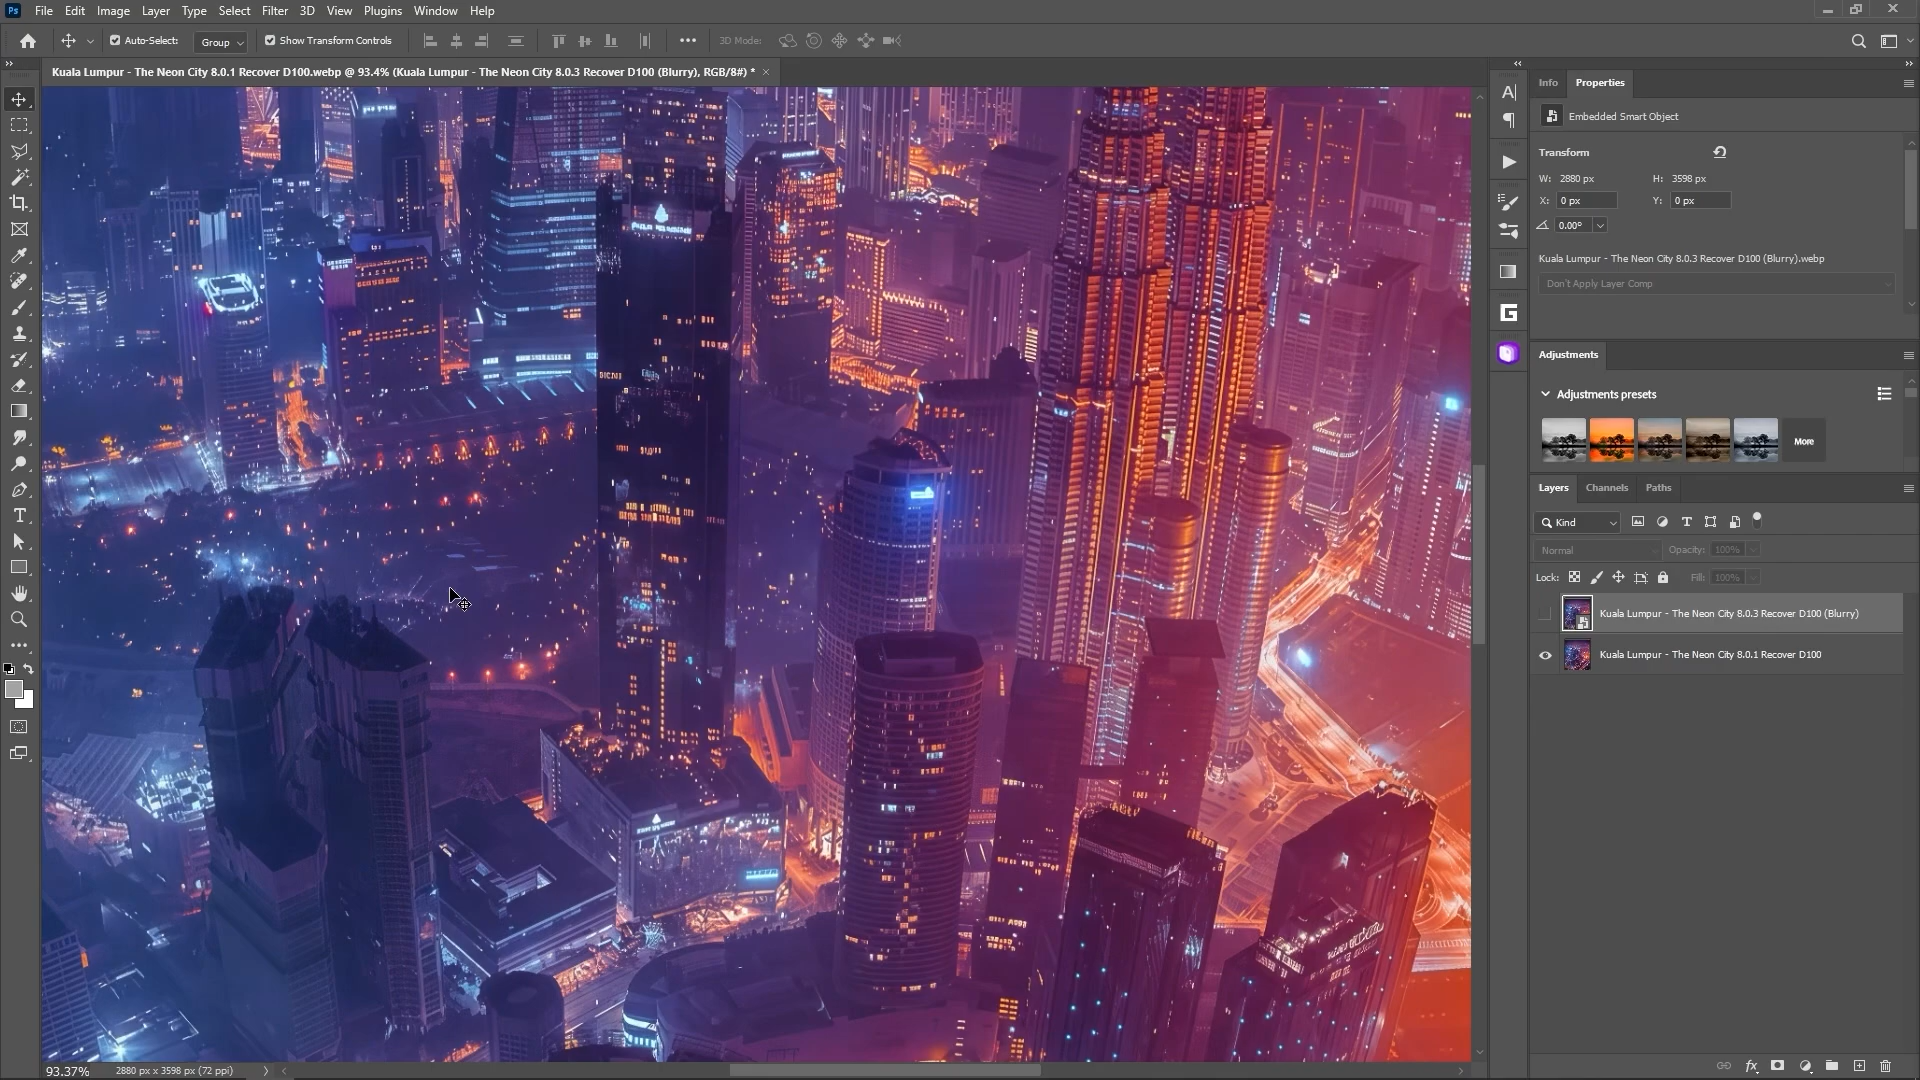 Ps File Edit Image Layer Type Select Filter 3D View Plugins Window Help
Auto-Select: Group Show Transform Controls 3D Mode:
Kuala Lumpur - The Neon City 8.0.1 Recover D100.webp @ 93.4% (Kuala Lumpur - The Neon City 8.0.3 Recover D100 (Blurry), RGB/8#) *
Info Properties
Embedded Smart Object
Transform
W: 2880 px H: 3598 px
X: 0 px Y: 0 px
0.00°
Kuala Lumpur - The Neon City 8.0.3 Recover D100 (Blurry).webp
Don't Apply Layer Comp
Adjustments
Adjustments presets
More
Layers Channels Paths
Kind
Normal Opacity: 100%
Lock: Fill: 100%
Kuala Lumpur - The Neon City 8.0.3 Recover D100 (Blurry)
Kuala Lumpur - The Neon City 8.0.1 Recover D100
93.37% 2880 px x 3598 px (72 ppi)